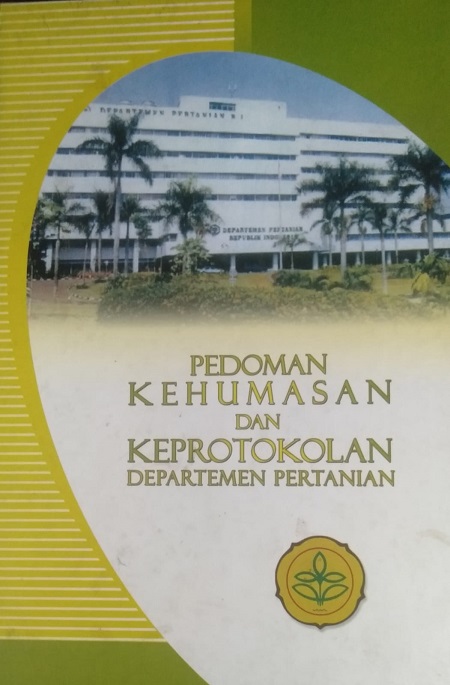 DEPARTEMEN PERTANIAN R.I
DEPARTEMEN PERTANIAN
REPUBLIK INDONESIA
PEDOMAN
KEHUMASAN
DAN
KEPROTOKOLAN
DEPARTEMEN PERTANIAN